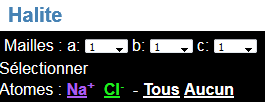 Halite
Mailles : a: 1 b: 1 c: 1
Sélectionner
Atomes : Na⁺ Cl⁻ - Tous Aucun